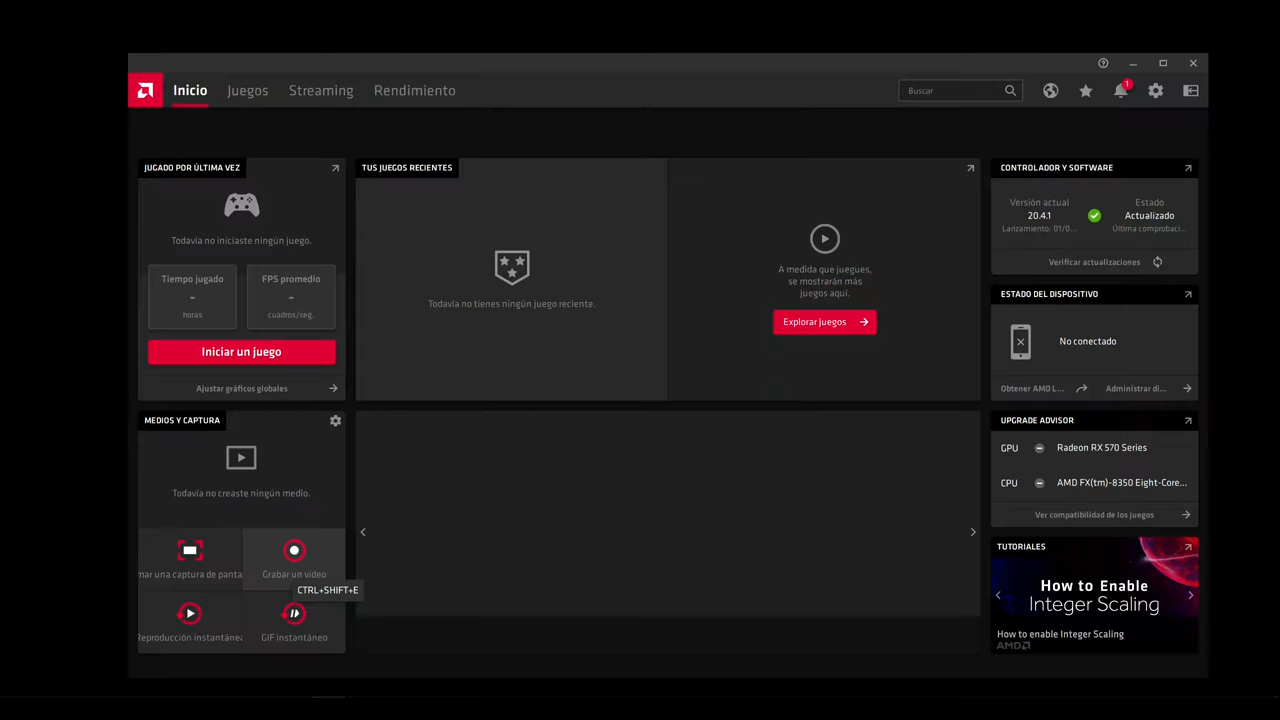 Inicio
Juegos
Streaming
Rendimiento
Buscar
1
JUGADO POR ÚLTIMA VEZ
Todavía no iniciaste ningún juego.
Tiempo jugado
-
horas
FPS promedio
-
cuadros/seg.
Iniciar un juego
Ajustar gráficos globales
TUS JUEGOS RECIENTES
Todavía no tienes ningún juego reciente.
A medida que juegues,
se mostrarán más
juegos aquí.
Explorar juegos
CONTROLADOR Y SOFTWARE
Versión actual
20.4.1
Lanzamiento: 01/0...
Estado
Actualizado
Última comprobaci...
Verificar actualizaciones
ESTADO DEL DISPOSITIVO
No conectado
Obtener AMD L...
Administrar di...
MEDIOS Y CAPTURA
Todavía no creaste ningún medio.
mar una captura de panta
Grabar un video
CTRL+SHIFT+E
Reproducción instantánea
GIF instantáneo
UPGRADE ADVISOR
GPU
Radeon RX 570 Series
CPU
AMD FX(tm)-8350 Eight-Core...
Ver compatibilidad de los juegos
TUTORIALES
How to Enable
Integer Scaling
How to enable Integer Scaling
AMD